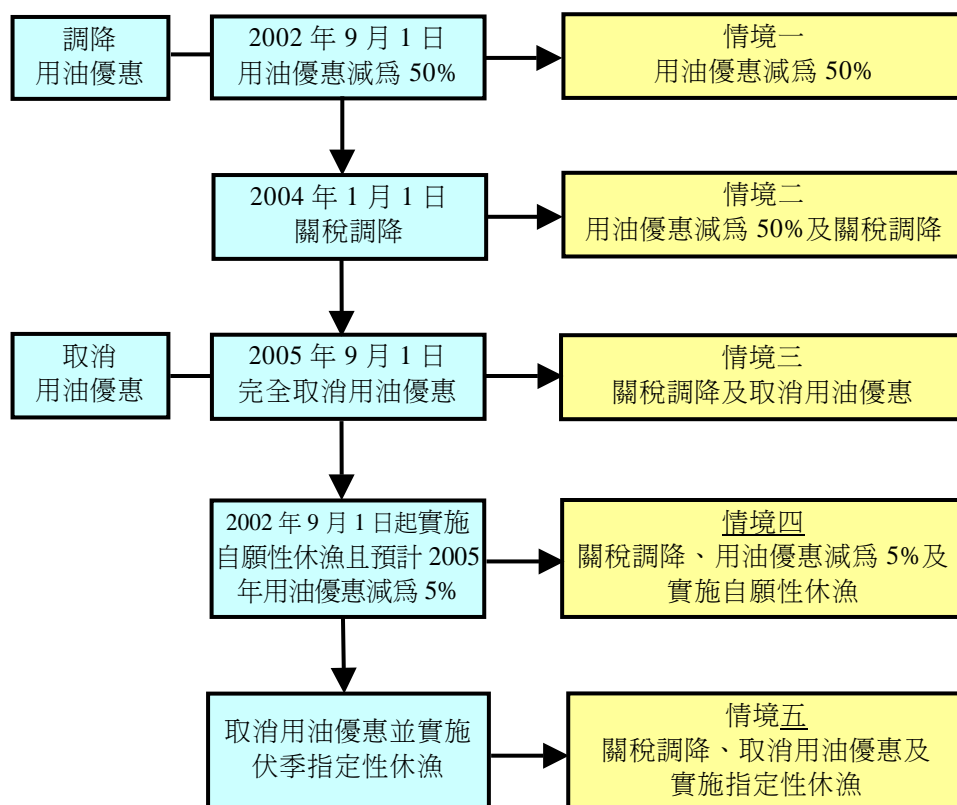 調降
用油優惠
2002 年 9 月 1 日
用油優惠減為 50%
情境一
用油優惠減為 50%
2004 年 1 月 1 日
關稅調降
情境二
用油優惠減為 50%及關稅調降
取消
用油優惠
2005 年 9 月 1 日
完全取消用油優惠
情境三
關稅調降及取消用油優惠
2002 年 9 月 1 日起實施
自願性休漁且預計 2005
年用油優惠減為 5%
情境四
關稅調降、用油優惠減為 5%及
實施自願性休漁
取消用油優惠並實施
伏季指定性休漁
情境五
關稅調降、取消用油優惠及
實施指定性休漁